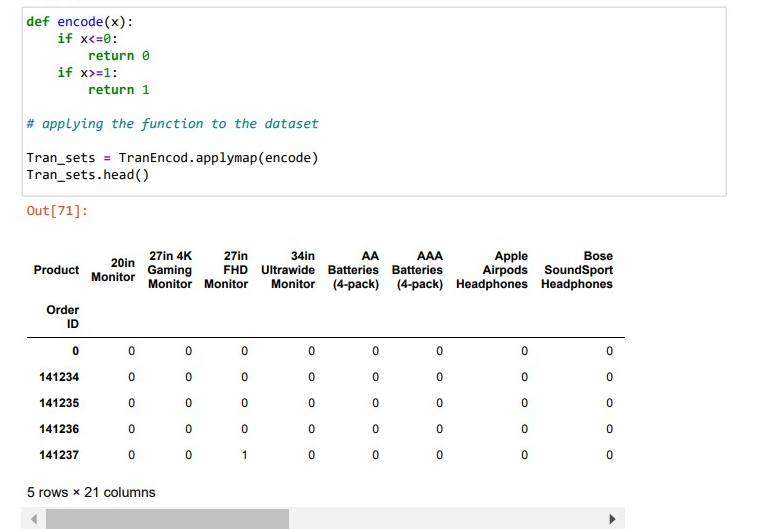 def encode(x):
    if x<=0:
        return 0
    if x>=1:
        return 1
# applying the function to the dataset
Tran_sets = TranEncod.applymap(encode)
Tran_sets.head()
Out[71]:
Product 20in Monitor 27in 4K Gaming Monitor 27in FHD Monitor 34in Ultrawide Monitor AA Batteries (4-pack) AAA Batteries (4-pack) Apple Airpods Headphones Bose SoundSport Headphones
Order ID
0 0 0 0 0 0 0 0 0
141234 0 0 0 0 0 0 0 0
141235 0 0 0 0 0 0 0 0
141236 0 0 0 0 0 0 0 0
141237 0 0 1 0 0 0 0 0
5 rows × 21 columns